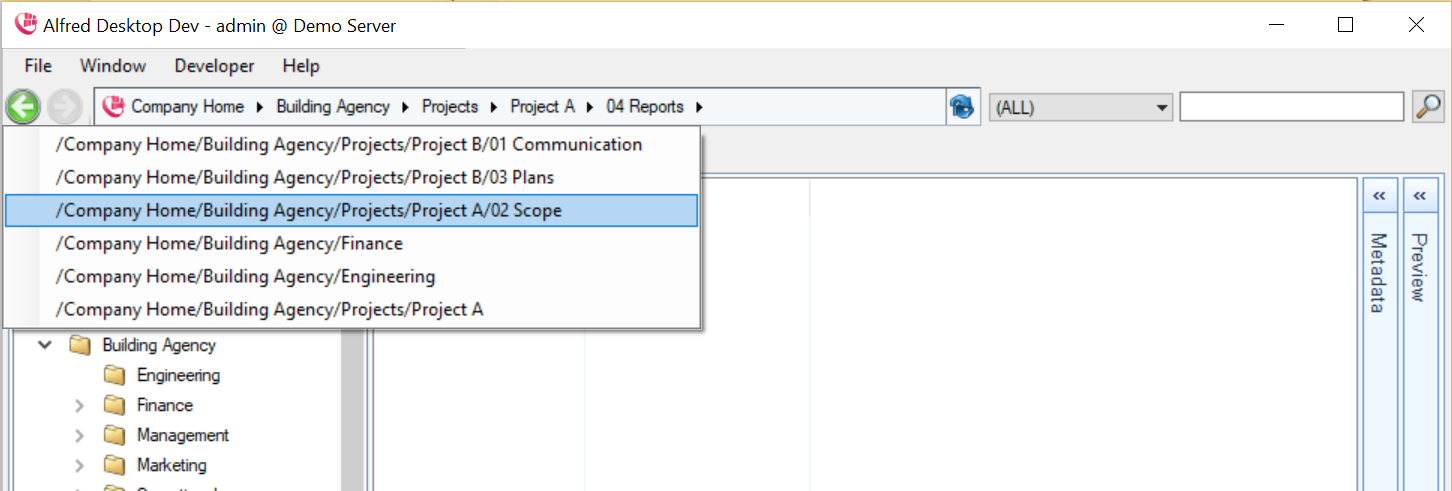 Alfred Desktop Dev - admin @ Demo Server
File Window Developer Help
Company Home Building Agency Projects Project A 04 Reports (ALL)
/Company Home/Building Agency/Projects/Project B/01 Communication
/Company Home/Building Agency/Projects/Project B/03 Plans
/Company Home/Building Agency/Projects/Project A/02 Scope
/Company Home/Building Agency/Finance
/Company Home/Building Agency/Engineering
/Company Home/Building Agency/Projects/Project A
Metadata
Preview
Building Agency
Engineering
Finance
Management
Marketing